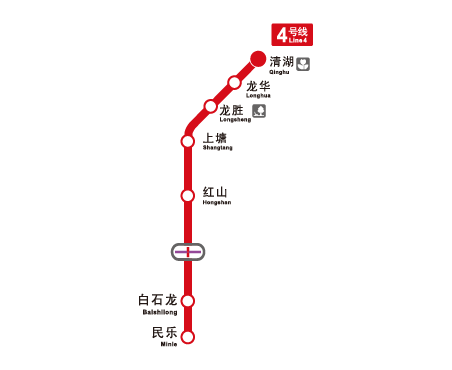 4号线
Line 4
清湖
Qinghu
龙华
Longhua
龙胜
Longsheng
上塘
Shangtang
红山
Hongshan
白石龙
Baishilong
民乐
Minle